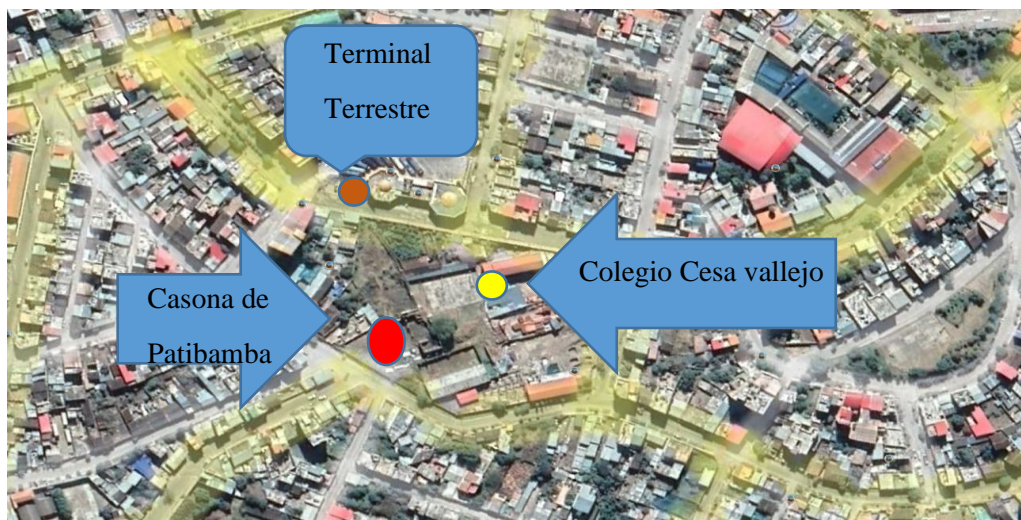 Terminal
Terrestre
Casona de
Patibamba
Colegio Cesa vallejo